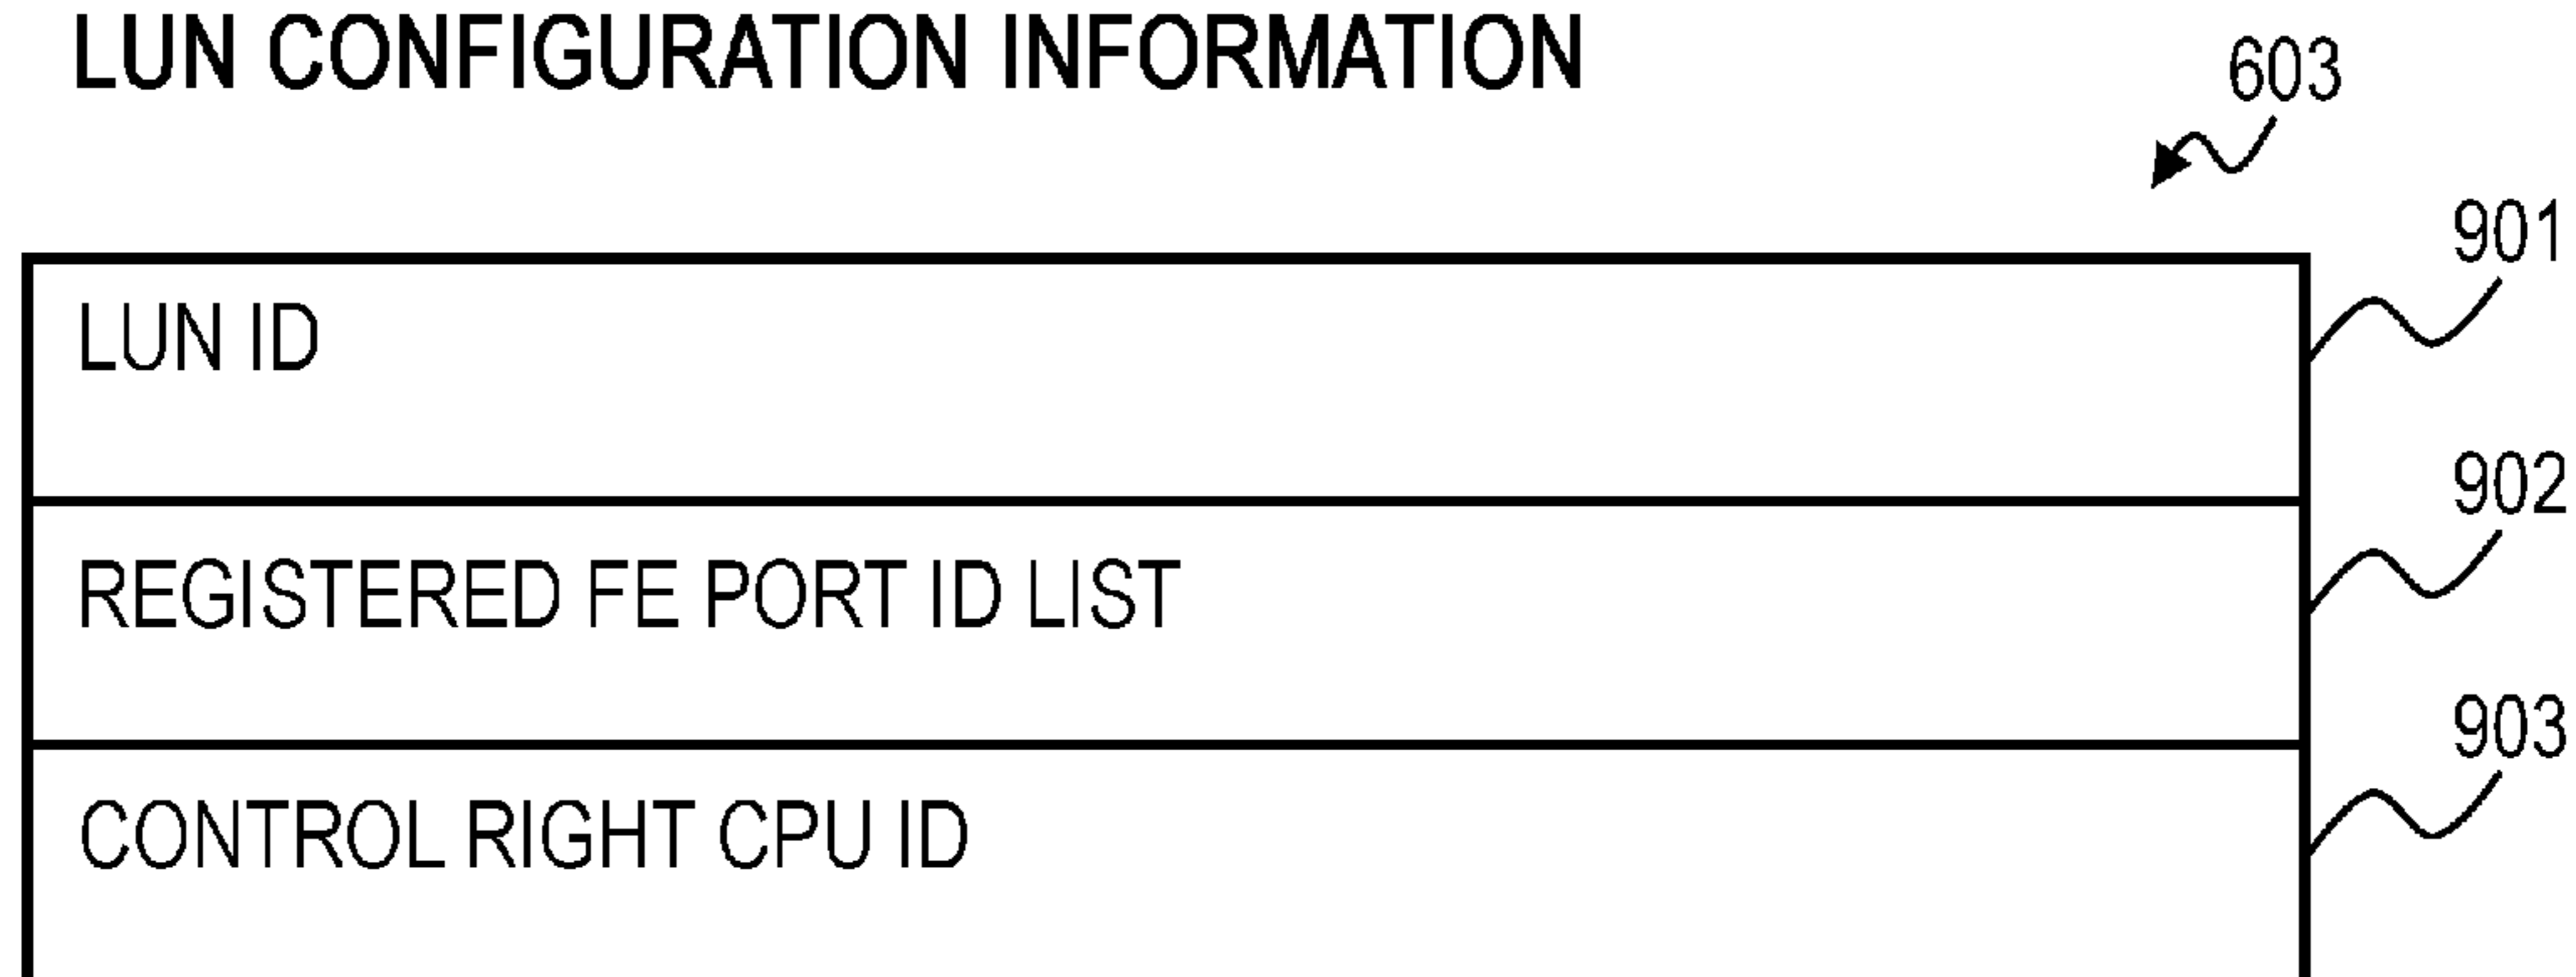 LUN CONFIGURATION INFORMATION
603
901
LUN ID
902
REGISTERED FE PORT ID LIST
903
CONTROL RIGHT CPU ID